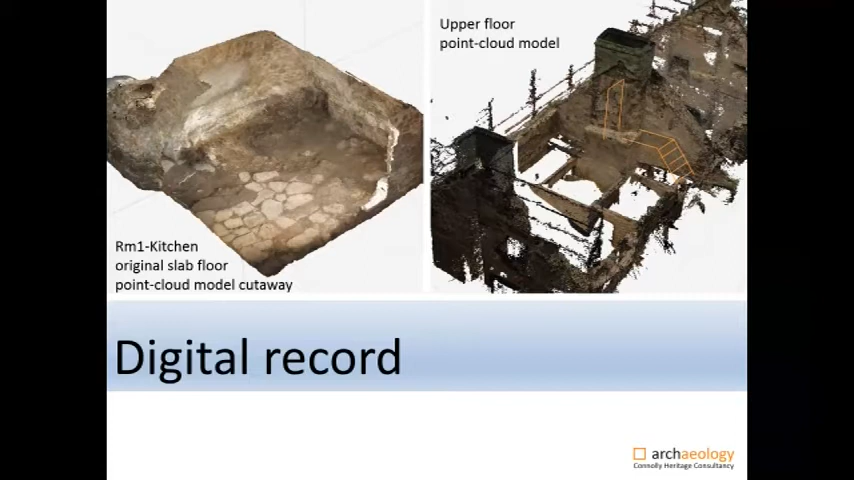 Upper floor
point-cloud model
Rm1-Kitchen
original slab floor
point-cloud model cutaway
Digital record
archaeology
Connolly Heritage Consultancy